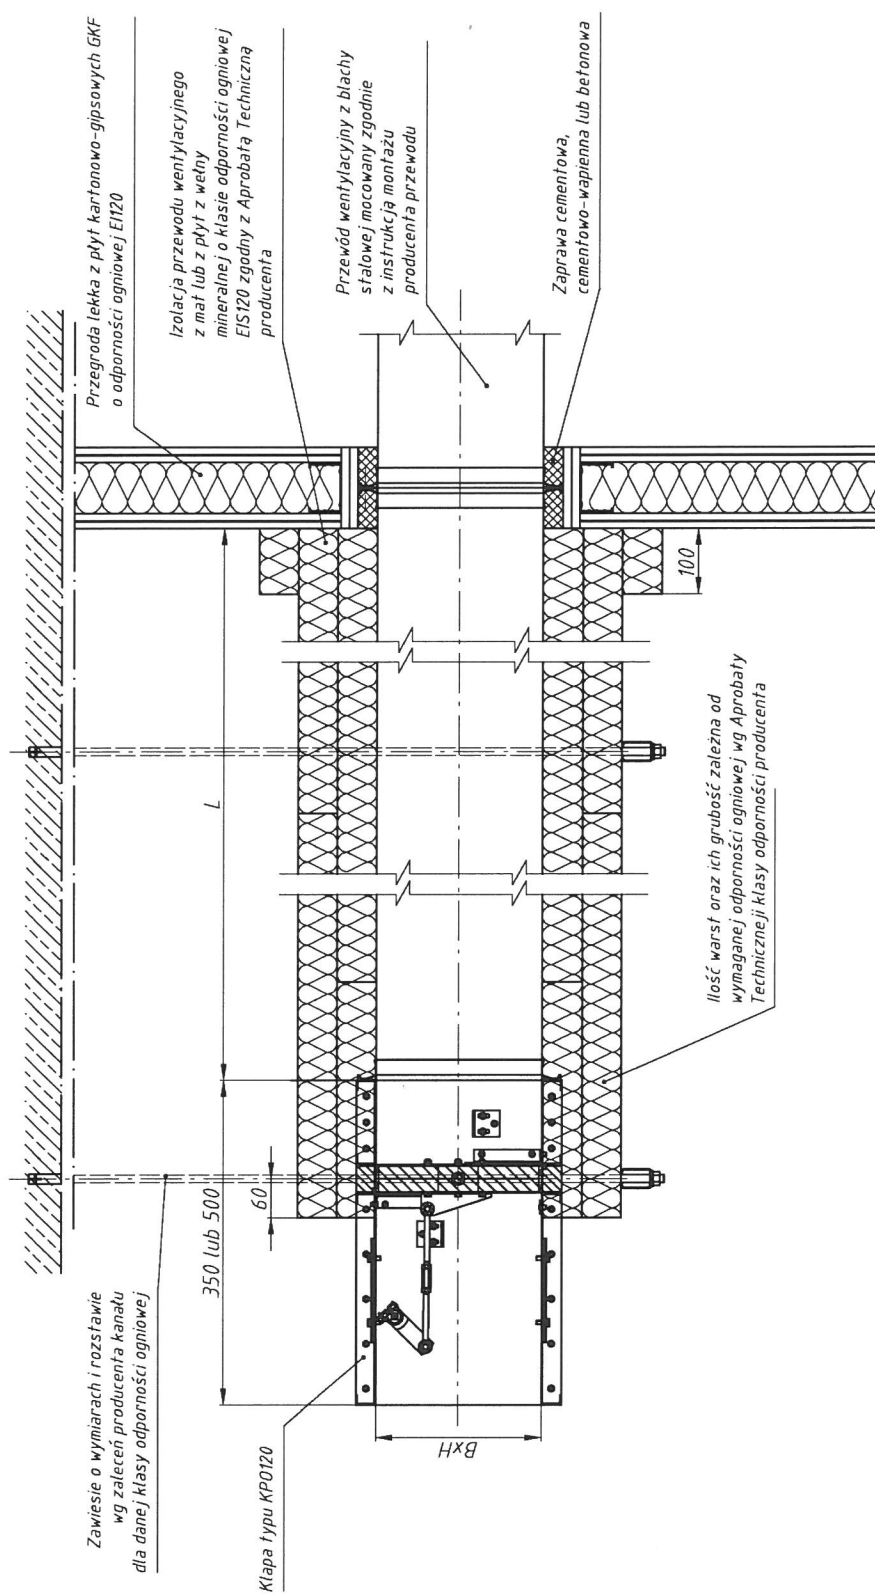 Zawiesie o wymiarach i rozstawie
wg zaleceń producenta kanału
dla danej klasy odporności ogniowej
Klapa typu KPO120
Przegroda lekka z płyt kartonowo-gipsowych GKF
o odporności ogniowej EI120
Izolacja przewodu wentylacyjnego
z mat lub z płyt z wełny
mineralnej o klasie odporności ogniowej
EIS120 zgodny z Aprobatą Techniczną
producenta
Przewód wentylacyjny z blachy
stalowej mocowany zgodnie
z instrukcją montażu
producenta przewodu
Zaprawa cementowa,
cementowo-wapienna lub betonowa
350 lub 500
60
L
100
BxH
Ilość warst oraz ich grubość zależna od
wymaganej odporności ogniowej wg Aprobaty
Techniczneji klasy odporności producenta